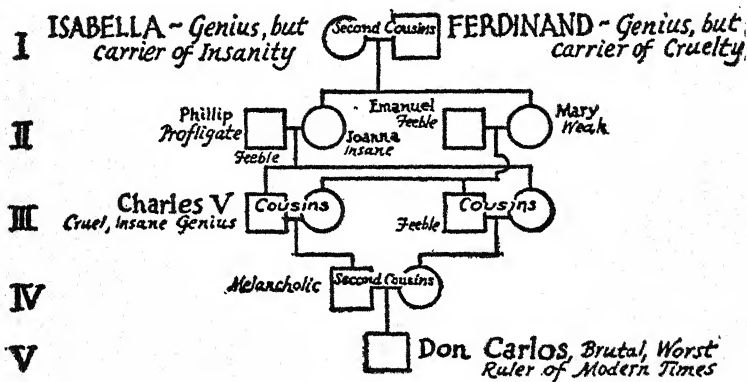 I
ISABELLA ~ Genius, but
carrier of Insanity
Second Cousins
FERDINAND ~ Genius, but
carrier of Cruelty,
II
Phillip
Profligate
Feeble
Joanna
Insane
Emanuel
Feeble
Mary
Weak
III
Charles V
Cruel, Insane Genius
Cousins
Feeble
Cousins
IV
Melancholic
Second Cousins
V
Don Carlos, Brutal, Worst
Ruler of Modern Times